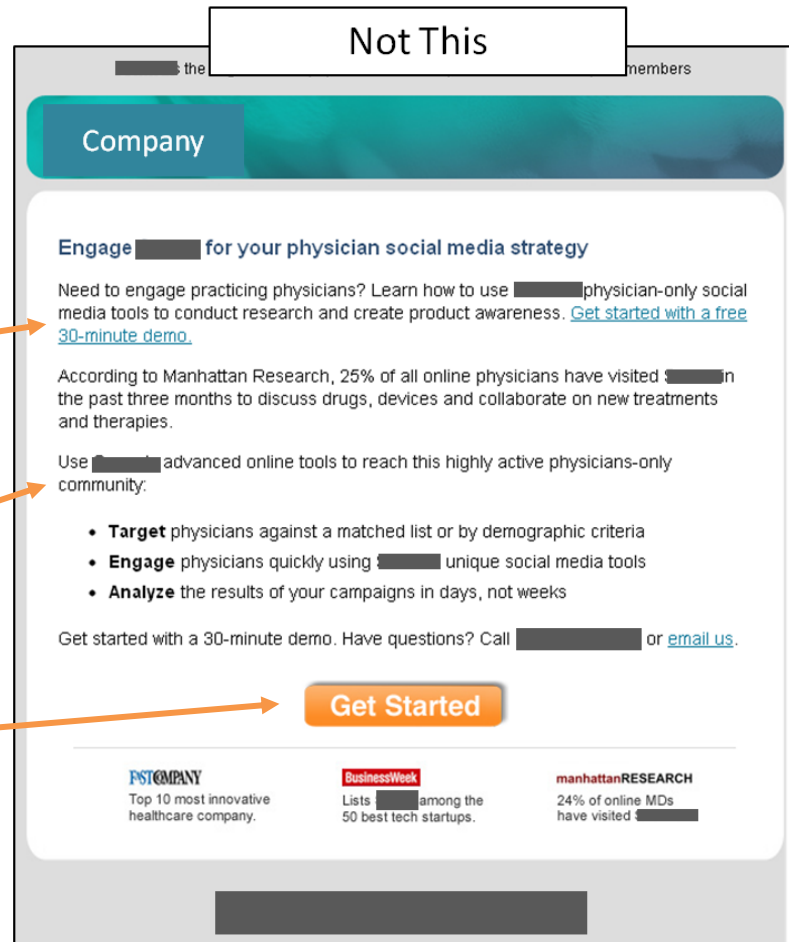 Not This
the
members
Company
Engage for your physician social media strategy
Need to engage practicing physicians? Learn how to use physician-only social
media tools to conduct research and create product awareness. Get started with a free
30-minute demo.
According to Manhattan Research, 25% of all online physicians have visited in
the past three months to discuss drugs, devices and collaborate on new treatments
and therapies.
Use advanced online tools to reach this highly active physicians-only
community:
• Target physicians against a matched list or by demographic criteria
• Engage physicians quickly using unique social media tools
• Analyze the results of your campaigns in days, not weeks
Get started with a 30-minute demo. Have questions? Call or email us.
Get Started
FAST COMPANY
Top 10 most innovative
healthcare company.
BusinessWeek
Lists among the
50 best tech startups.
manhattanRESEARCH
24% of online MDs
have visited